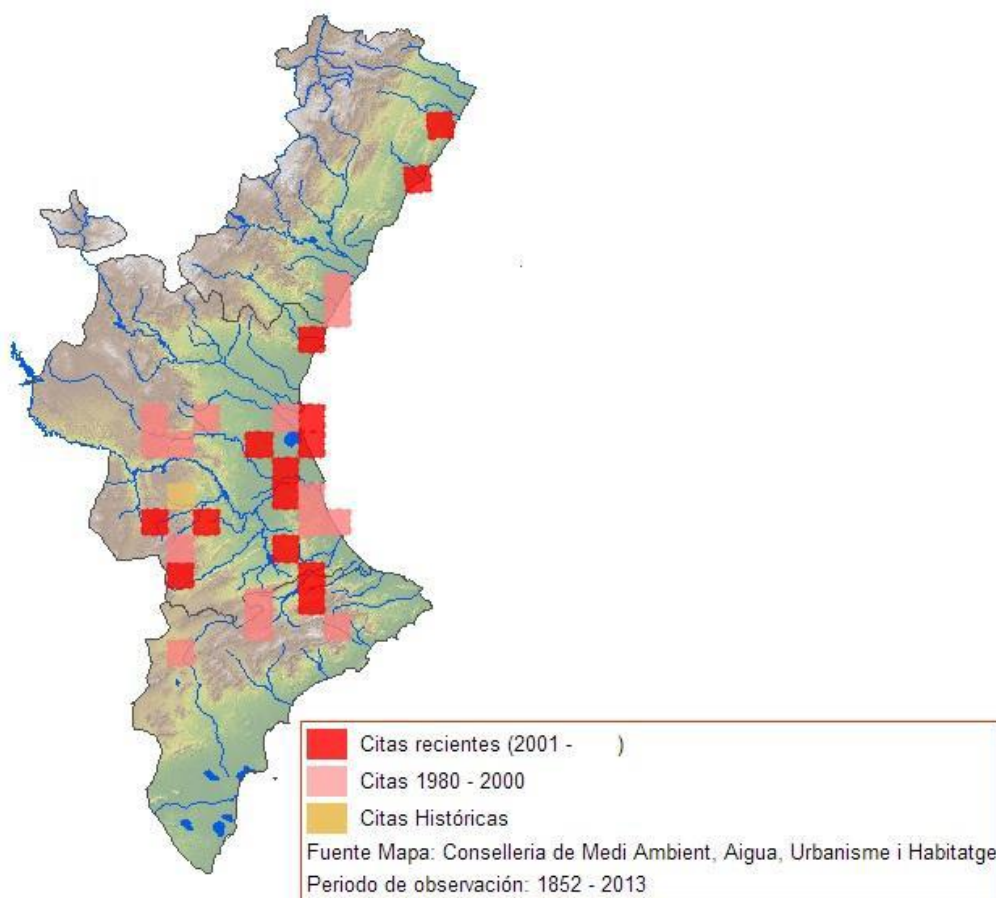 Citas recientes (2001 - )
Citas 1980 - 2000
Citas Históricas
Fuente Mapa: Conselleria de Medi Ambient, Aigua, Urbanisme i Habitatge
Periodo de observación: 1852 - 2013